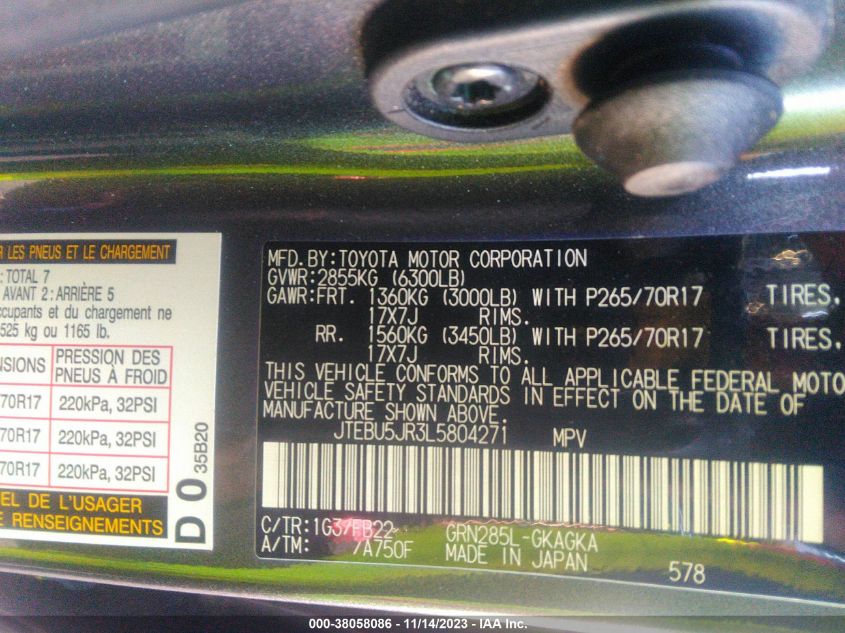 R LES PNEUS ET LE CHARGEMENT
: TOTAL 7
AVANT 2 : ARRIÈRE 5
ccupants et du chargement ne
525 kg ou 1165 lb.
NSIONS PRESSION DES PNEUS À FROID
70R17 220kPa, 32PSI
70R17 220kPa, 32PSI
70R17 220kPa, 32PSI
EL DE L'USAGER
E RENSEIGNEMENTS
D 0 35B20
MFD.BY:TOYOTA MOTOR CORPORATION
GVWR:2855KG (6300LB)
GAWR:FRT. 1360KG (3000LB) WITH P265/70R17 TIRES.
17X7J RIMS.
RR. 1560KG (3450LB) WITH P265/70R17 TIRES.
17X7J RIMS.
THIS VEHICLE CONFORMS TO ALL APPLICABLE FEDERAL MOTO
VEHICLE SAFETY STANDARDS IN EFFECT ON THE DATE OF
MANUFACTURE SHOWN ABOVE.
JTEBU5JR3L5804271 MPV
C/TR:1G3/FB22 GRN285L-GKAGKA
A/TM: /A750F MADE IN JAPAN
578
000-38058086 - 11/14/2023 - IAA Inc.